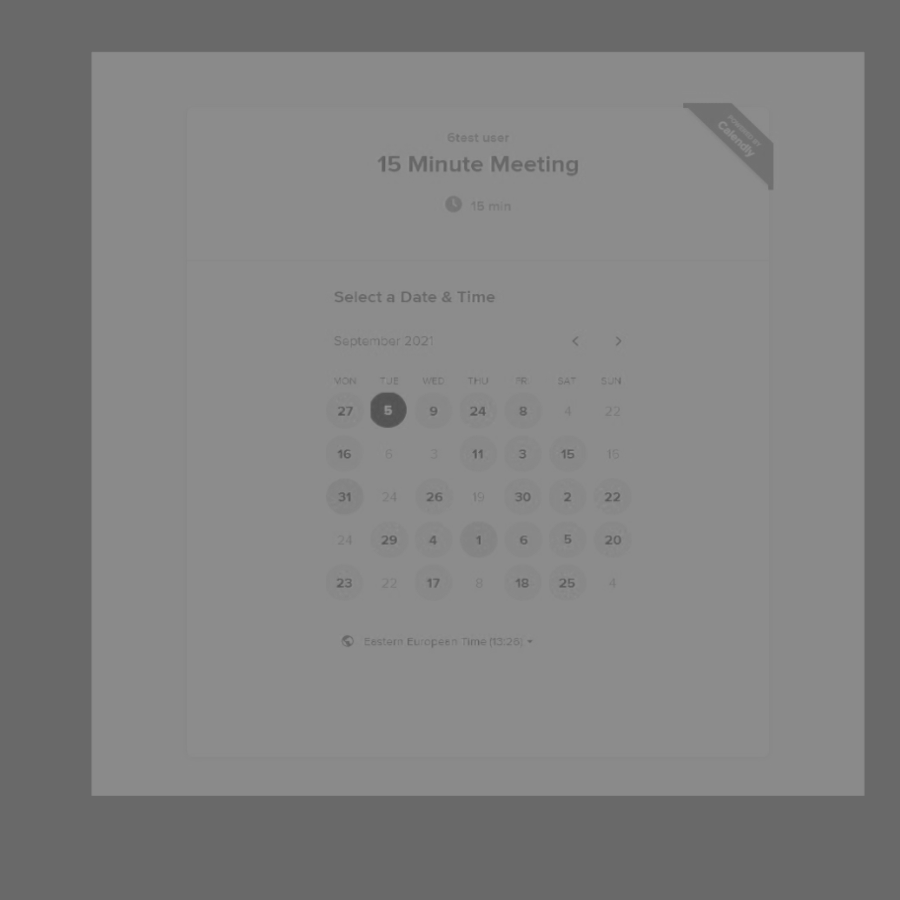 POWERED BY
Calendly
6test user
15 Minute Meeting
15 min
Select a Date & Time
September 2021
MON TUE WED THU FRI SAT SUN
27 5 9 24 8 4 22
16 6 3 11 3 15 15
31 24 26 19 30 2 22
24 29 4 1 6 5 20
23 22 17 8 18 25 4
Eastern European Time (13:26)